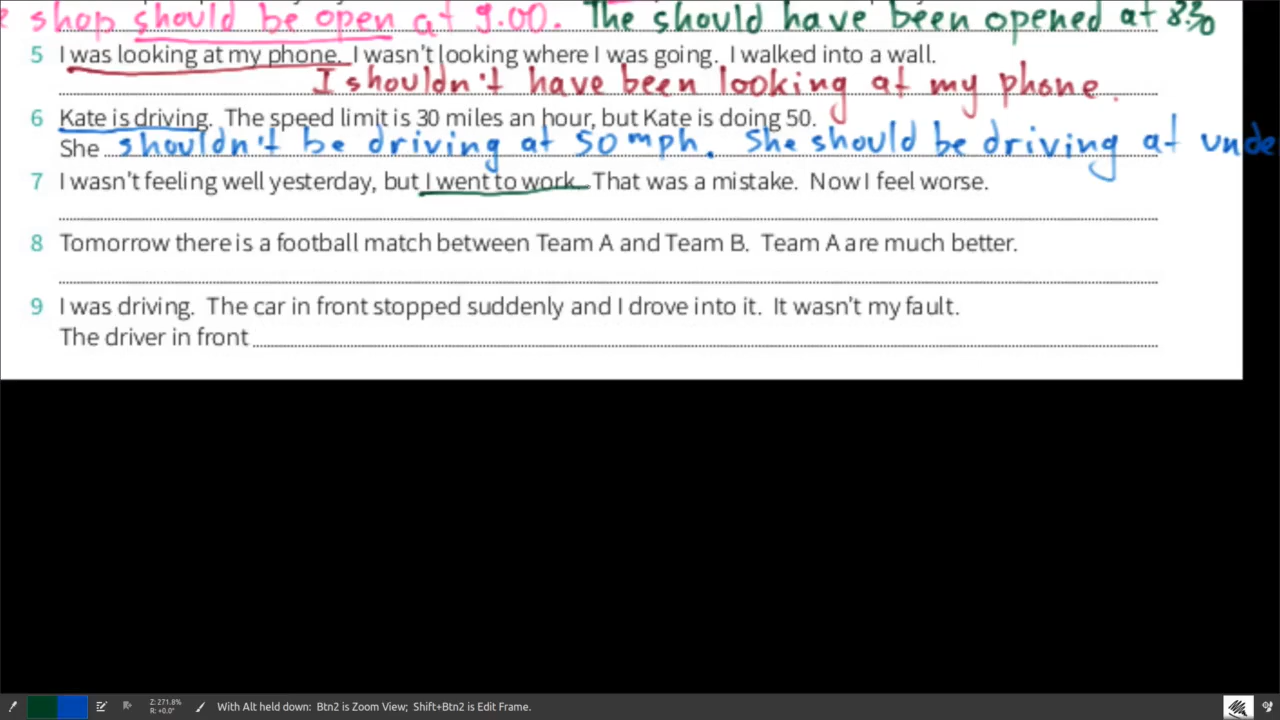 shop should be open at 9.00. The should have been opened at 8:30
5 I was looking at my phone. I wasn't looking where I was going. I walked into a wall.
I shouldn't have been looking at my phone.
6 Kate is driving. The speed limit is 30 miles an hour, but Kate is doing 50.
She shouldn't be driving at 50 mph. She should be driving at unde
7 I wasn't feeling well yesterday, but I went to work. That was a mistake. Now I feel worse.
8 Tomorrow there is a football match between Team A and Team B. Team A are much better.
9 I was driving. The car in front stopped suddenly and I drove into it. It wasn't my fault.
The driver in front
Z: 271.8%
R: +0.0°
With Alt held down: Btn2 is Zoom View; Shift+Btn2 is Edit Frame.